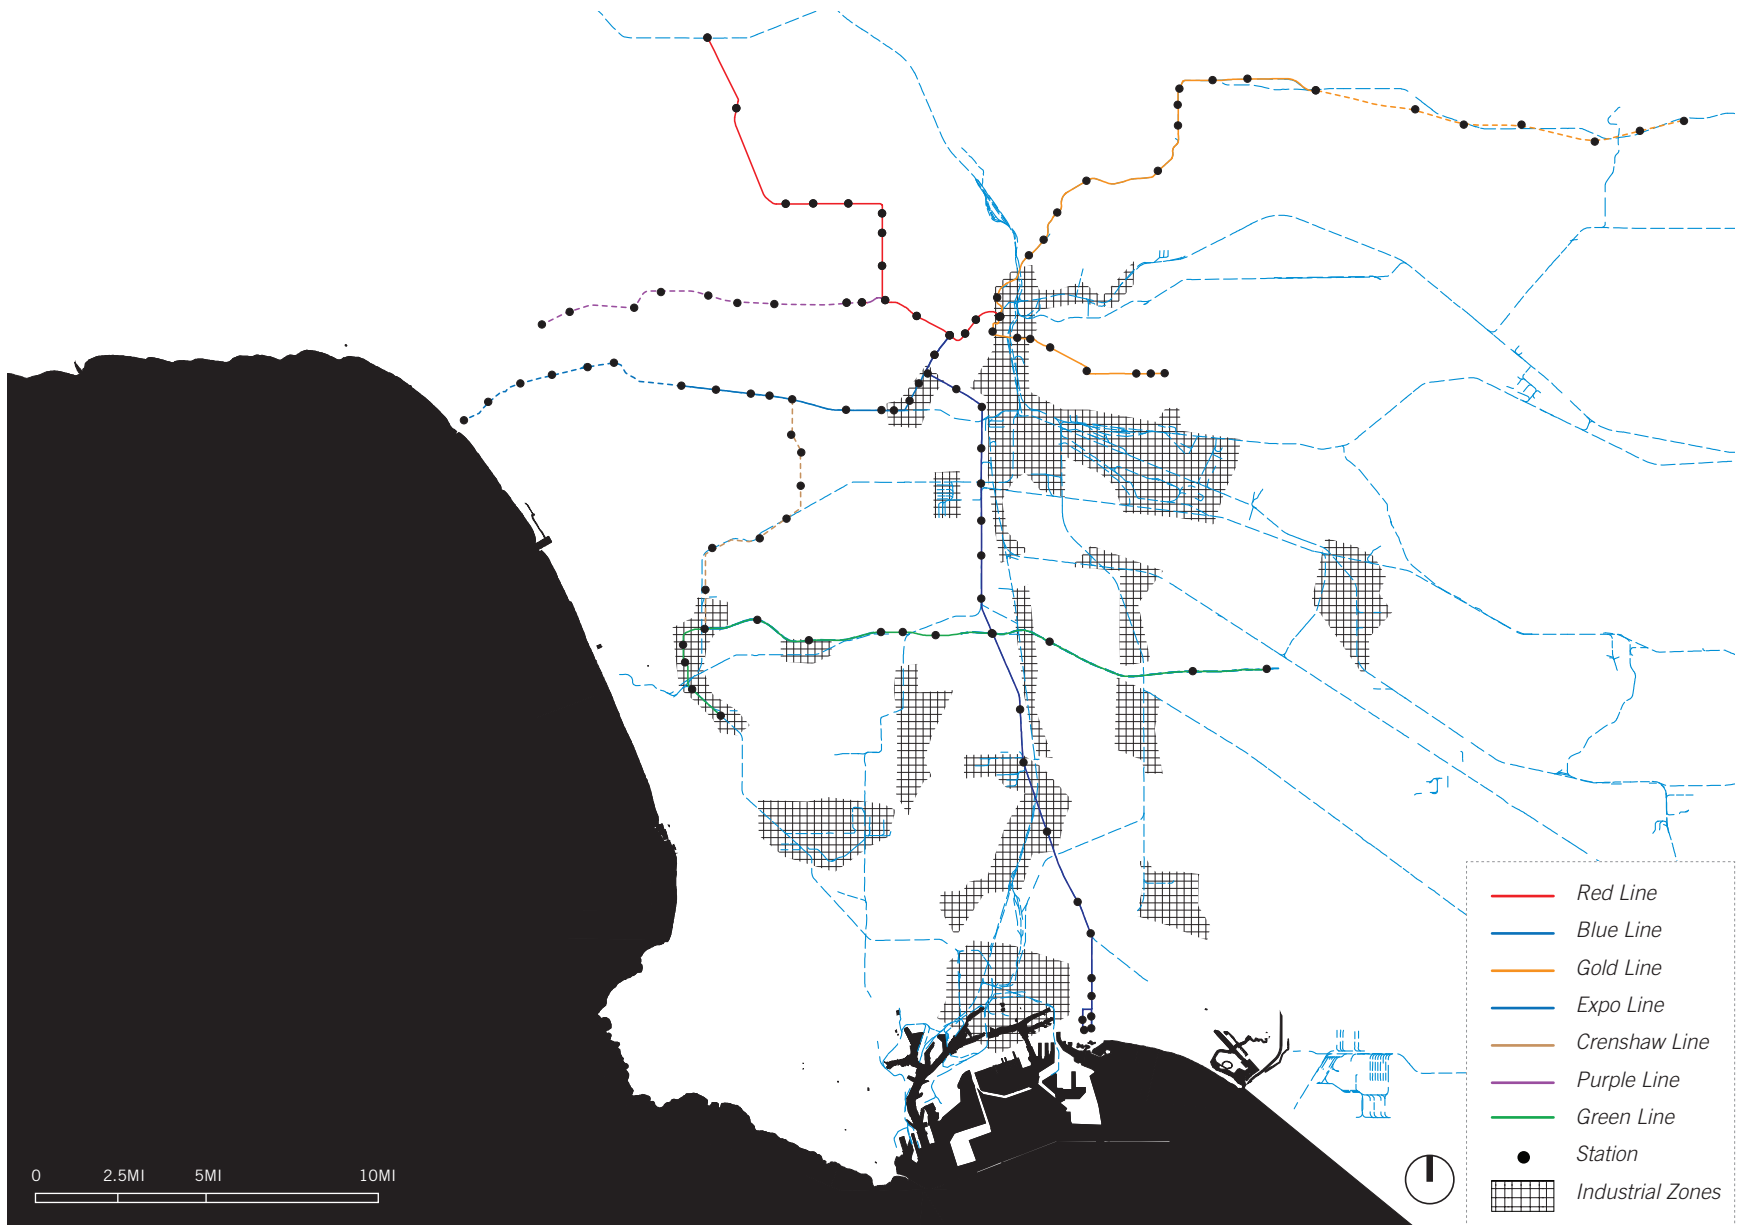 Red Line
Blue Line
Gold Line
Expo Line
Crenshaw Line
Purple Line
Green Line
Station
Industrial Zones
0 2.5MI 5MI 10MI